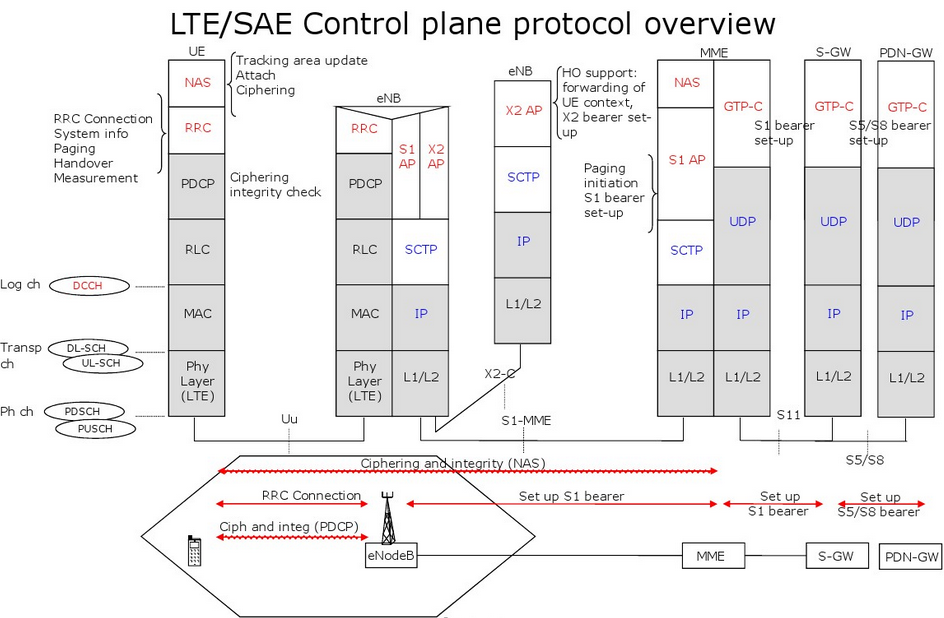 LTE/SAE Control plane protocol overview
UE
NAS
RRC
PDCP
RLC
MAC
Phy
Layer
(LTE)
Tracking area update
Attach
Ciphering
RRC Connection
System info
Paging
Handover
Measurement
Ciphering
integrity check
Log ch
DCCH
Transp
ch
DL-SCH
UL-SCH
Ph ch
PDSCH
PUSCH
eNB
RRC
PDCP
RLC
MAC
Phy
Layer
(LTE)
S1
AP
X2
AP
SCTP
IP
L1/L2
eNB
X2 AP
SCTP
IP
L1/L2
HO support:
forwarding of
UE context,
X2 bearer set-
up
Paging
initiation
S1 bearer
set-up
MME
NAS
S1 AP
SCTP
IP
L1/L2
GTP-C
UDP
IP
L1/L2
S1 bearer
set-up
S-GW
GTP-C
UDP
IP
L1/L2
S5/S8 bearer
set-up
PDN-GW
GTP-C
UDP
IP
L1/L2
Uu
X2-C
S1-MME
S11
S5/S8
Ciphering and integrity (NAS)
RRC Connection
Set up S1 bearer
Set up
S1 bearer
Set up
S5/S8 bearer
Ciph and integ (PDCP)
eNodeB
MME
S-GW
PDN-GW